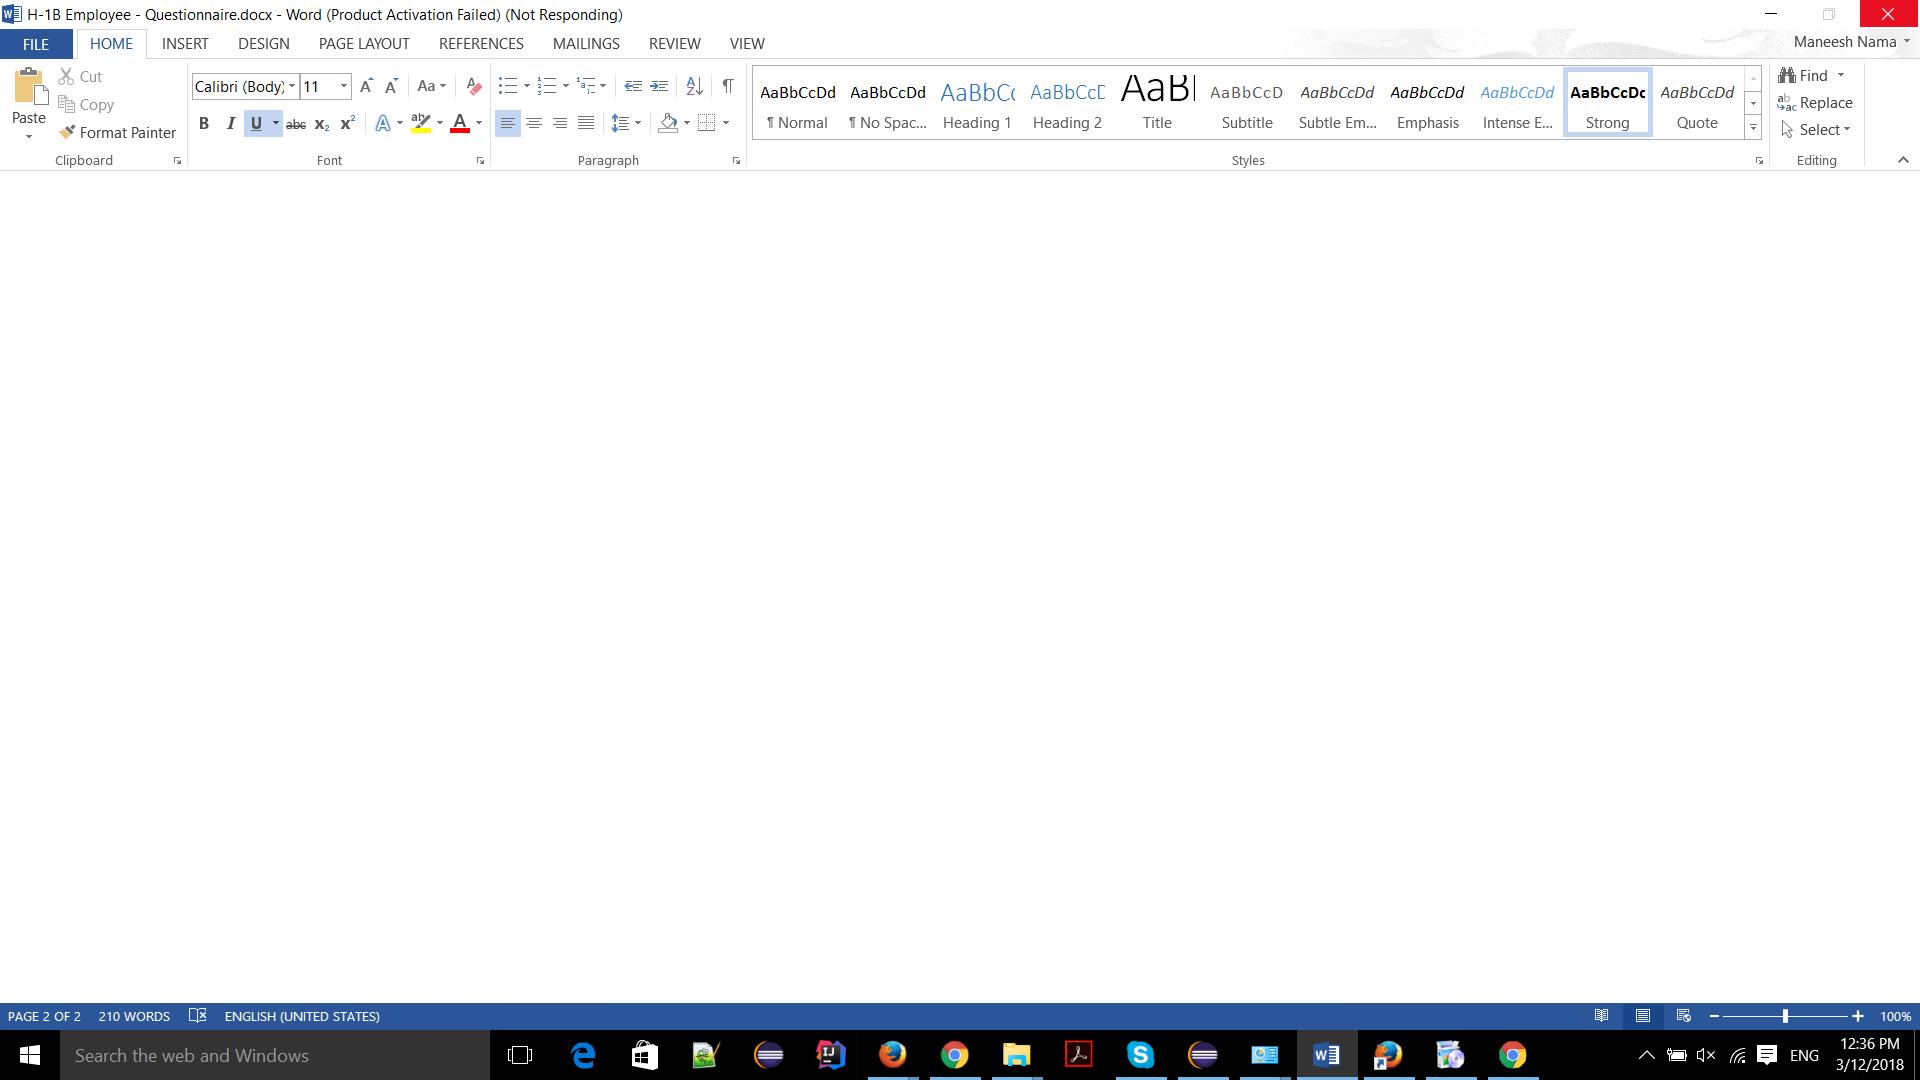 H-1B Employee - Questionnaire.docx - Word (Product Activation Failed) (Not Responding)
FILE HOME INSERT DESIGN PAGE LAYOUT REFERENCES MAILINGS REVIEW VIEW Maneesh Nama
Paste
Cut
Copy
Format Painter
Clipboard
Calibri (Body) 11 Aa
B I U abc x₂ x² A ab A
Font
¶
Paragraph
AaBbCcDd AaBbCcDd AaBbCc AaBbCcD AaB AaBbCcD AaBbCcDd AaBbCcDd AaBbCcDd AaBbCcDc AaBbCcDd
¶ Normal ¶ No Spac... Heading 1 Heading 2 Title Subtitle Subtle Em... Emphasis Intense E... Strong Quote
Styles
Find
Replace
Select
Editing
PAGE 2 OF 2 210 WORDS ENGLISH (UNITED STATES) 100%
Search the web and Windows
ENG
12:36 PM
3/12/2018